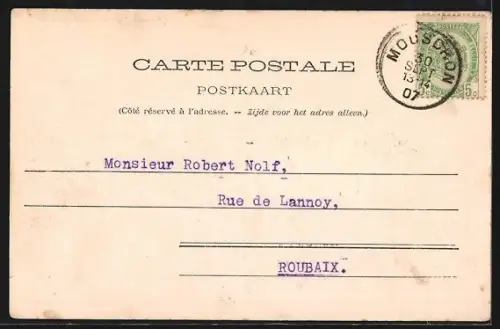 CARTE POSTALE
POSTKAART
(Côté réservé à l'adresse. — Zijde voor het adres alleen.)
MOUSCRON
30
SEPT
13-14
07
Monsieur Robert Nolf,
Rue de Lannoy,
ROUBAIX.